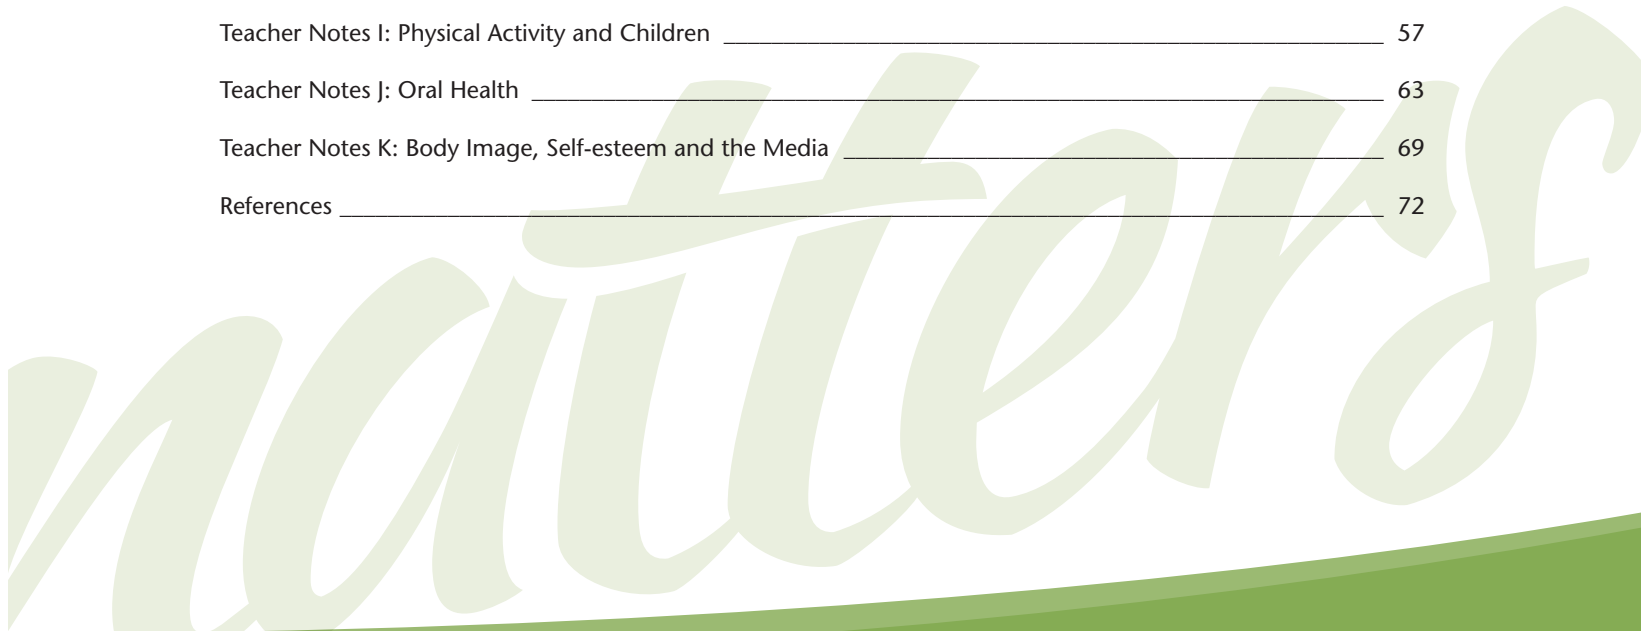 Teacher Notes I: Physical Activity and Children 57
Teacher Notes J: Oral Health 63
Teacher Notes K: Body Image, Self-esteem and the Media 69
References 72
matters